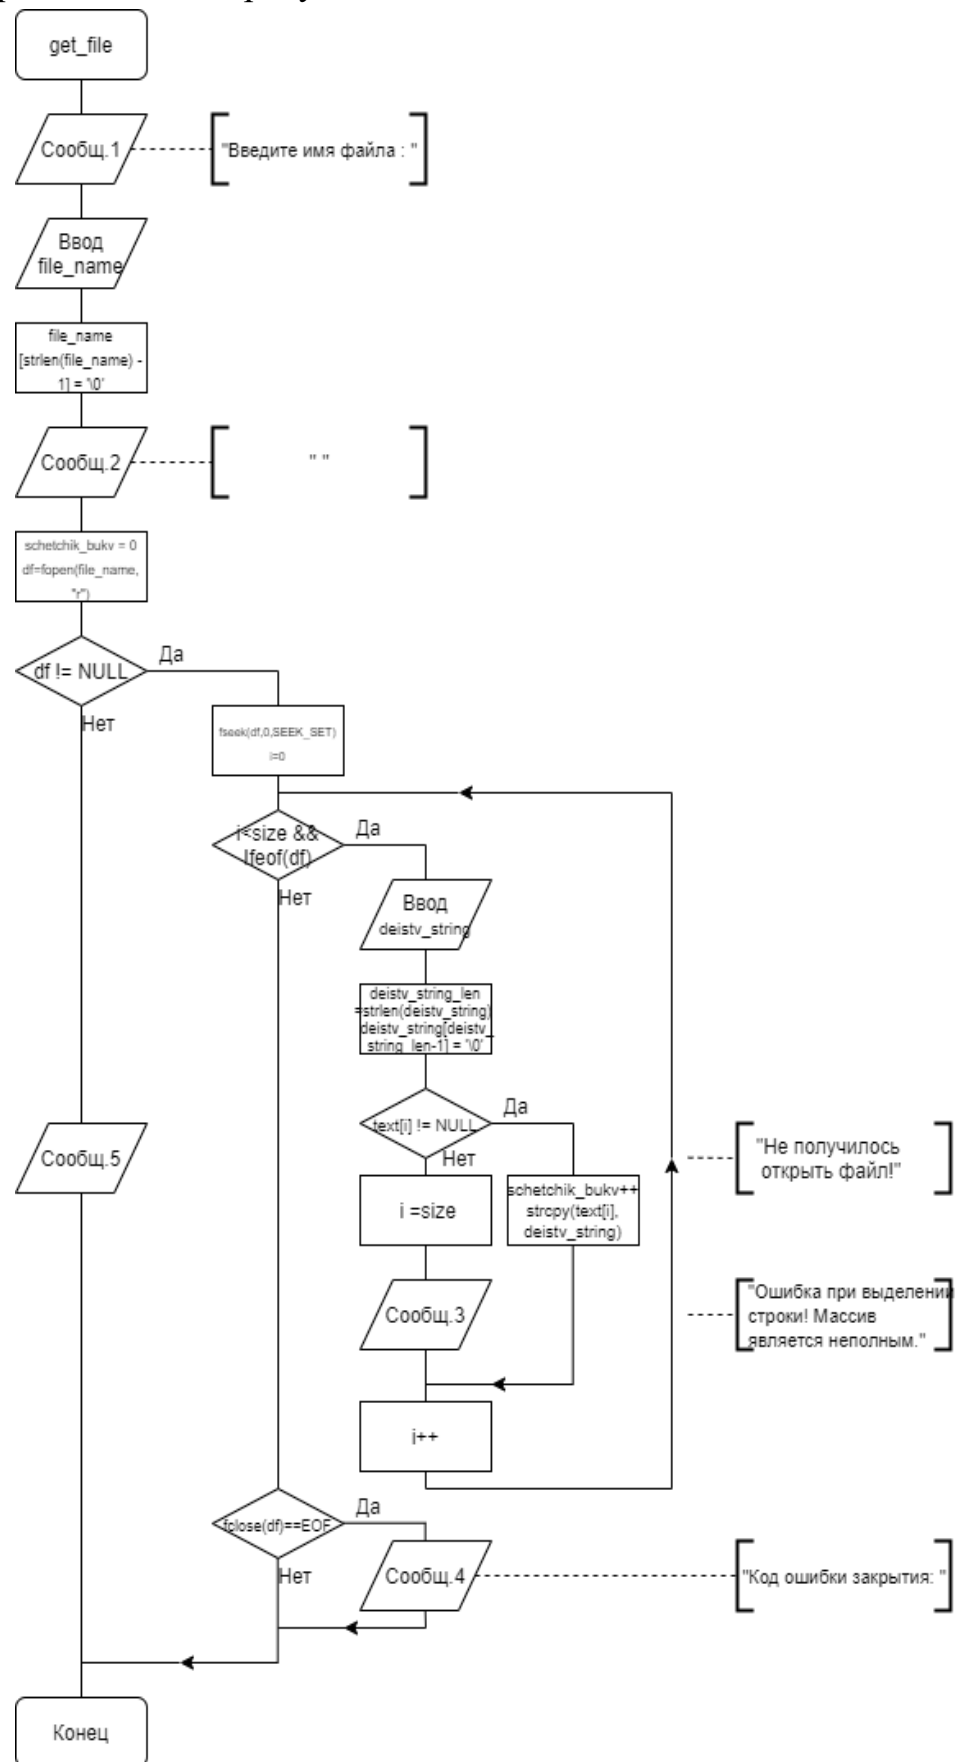 get_file
Сообщ.1
"Введите имя файла : "
Ввод
file_name
file_name
[strlen(file_name) -
1] = '\0'
Сообщ.2
" "
schetchik_bukv = 0
df=fopen(file_name,
"r")
df != NULL
Да
Нет
fseek(df,0,SEEK_SET)
i=0
i<size &&
!feof(df)
Да
Нет
Ввод
deistv_string
deistv_string_len
=strlen(deistv_string)
deistv_string[deistv_
string_len-1] = '\0'
text[i] != NULL
Да
Нет
Сообщ.5
"Не получилось
открыть файл!"
i =size
schetchik_bukv++
strcpy(text[i],
deistv_string)
Сообщ.3
"Ошибка при выделении
строки! Массив
является неполным."
i++
fclose(df)==EOF
Да
Нет
Сообщ.4
"Код ошибки закрытия: "
Конец